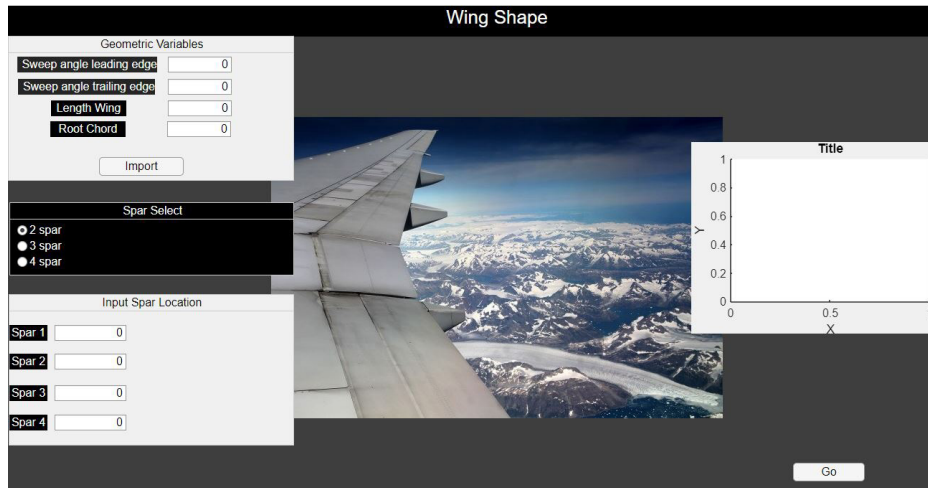 Wing Shape
Geometric Variables
Sweep angle leading edge 0
Sweep angle trailing edge 0
Length Wing 0
Root Chord 0
Import
Spar Select
2 spar
3 spar
4 spar
Input Spar Location
Spar 1 0
Spar 2 0
Spar 3 0
Spar 4 0
Title
1
0.8
0.6
0.4
0.2
0
Y
0 0.5
X
Go